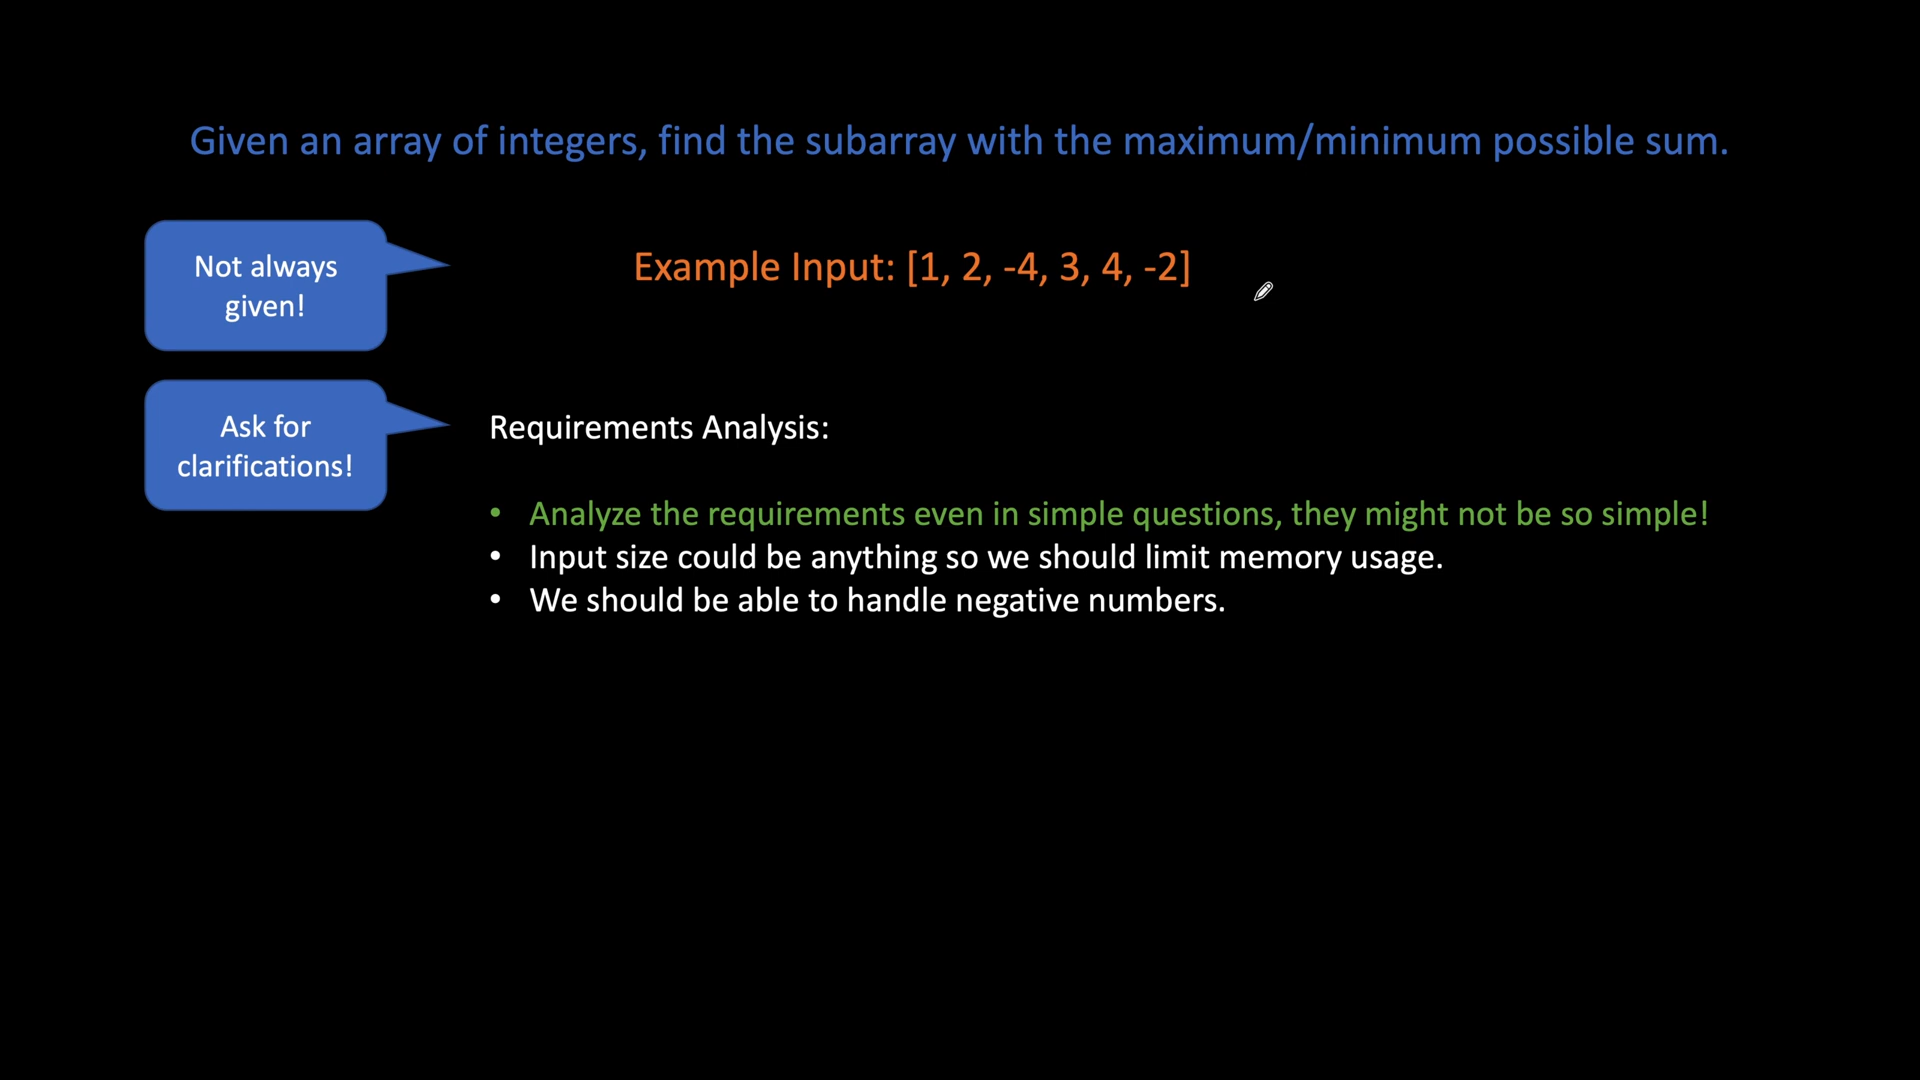 Given an array of integers, find the subarray with the maximum/minimum possible sum.
Not always
given!
Example Input: [1, 2, -4, 3, 4, -2]
Ask for
clarifications!
Requirements Analysis:
• Analyze the requirements even in simple questions, they might not be so simple!
• Input size could be anything so we should limit memory usage.
• We should be able to handle negative numbers.